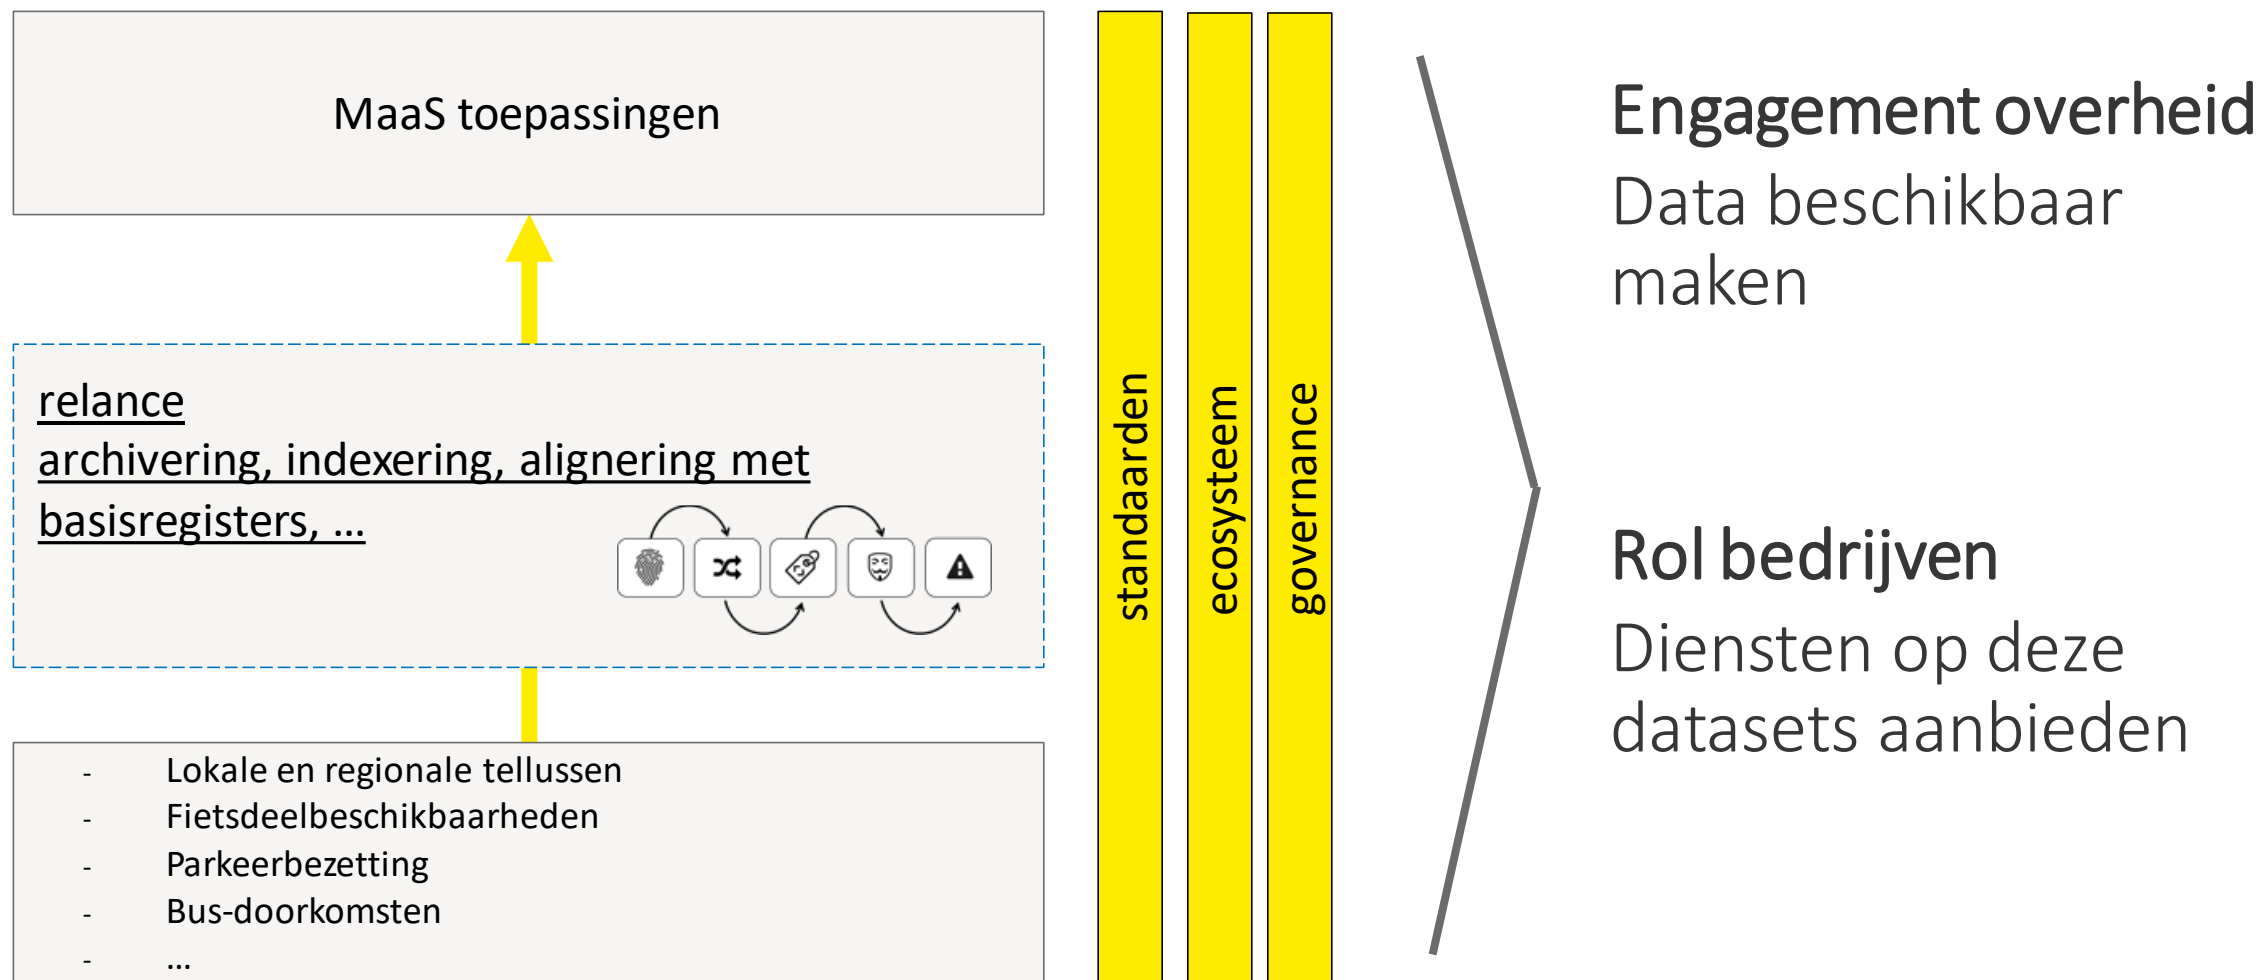 MaaS toepassingen
relance
archivering, indexering, alignering met
basisregisters, ...
- Lokale en regionale tellussen
- Fietsdeelbeschikbaarheden
- Parkeerbezetting
- Bus-doorkomsten
- ...
standaarden
ecosysteem
governance
Engagement overheid
Data beschikbaar
maken
Rol bedrijven
Diensten op deze
datasets aanbieden